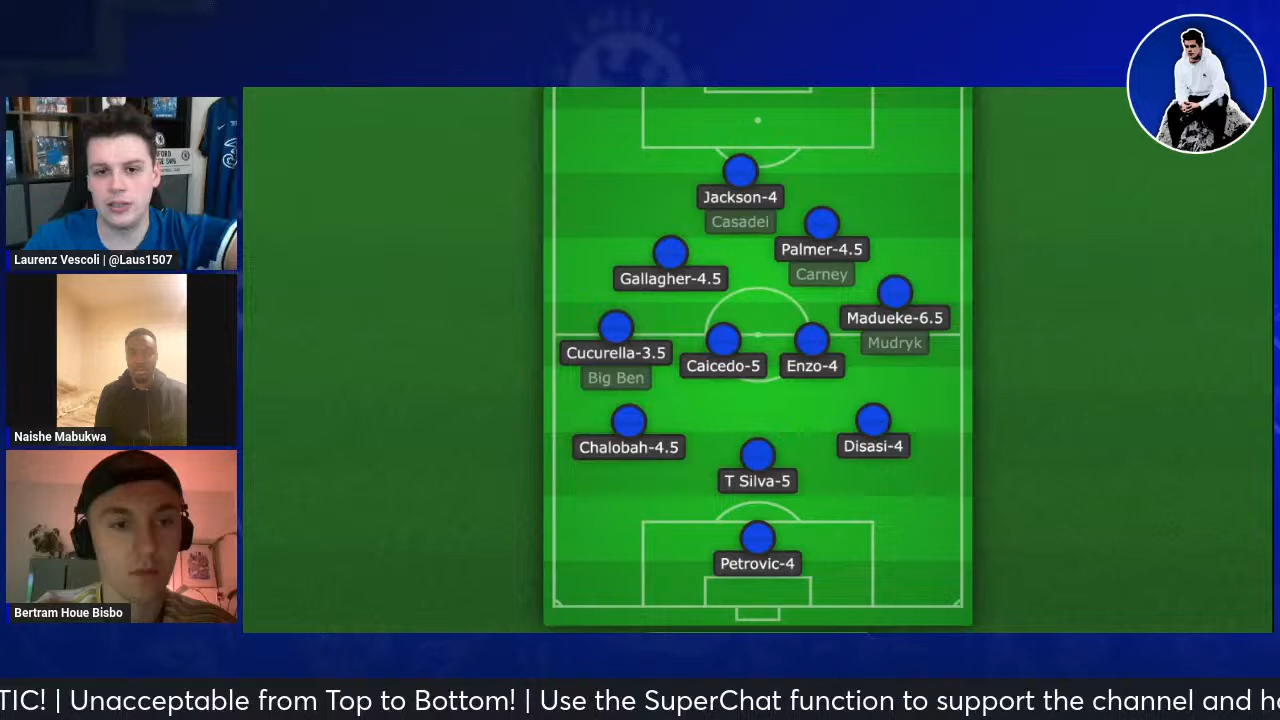 Laurenz Vescoli | @Laus1507
Naishe Mabukwa
Bertram Houe Bisbo
Jackson-4
Casadei
Palmer-4.5
Carney
Gallagher-4.5
Madueke-6.5
Mudryk
Cucurella-3.5
Big Ben
Caicedo-5
Enzo-4
Chalobah-4.5
Disasi-4
T Silva-5
Petrovic-4
TIC! | Unacceptable from Top to Bottom! | Use the SuperChat function to support the channel and h